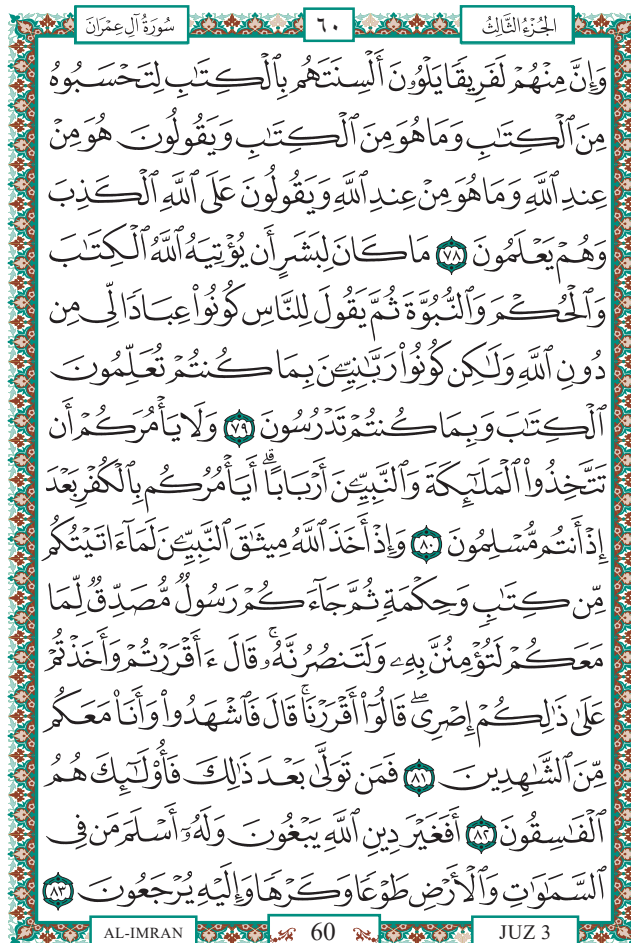 سُورَةُ آلِ عِمْرَانَ ٦٠ الجُزْءُ الثَّالِثُ
وَإِنَّ مِنْهُمْ لَفَرِيقًا يَلْوُۥنَ أَلْسِنَتَهُم بِٱلْكِتَٰبِ لِتَحْسَبُوهُ
مِنَ ٱلْكِتَٰبِ وَمَا هُوَ مِنَ ٱلْكِتَٰبِ وَيَقُولُونَ هُوَ مِنْ
عِندِ ٱللَّهِ وَمَا هُوَ مِنْ عِندِ ٱللَّهِ وَيَقُولُونَ عَلَى ٱللَّهِ ٱلْكَذِبَ
وَهُمْ يَعْلَمُونَ ٧٨ مَا كَانَ لِبَشَرٍ أَن يُؤْتِيَهُ ٱللَّهُ ٱلْكِتَٰبَ
وَٱلْحُكْمَ وَٱلنُّبُوَّةَ ثُمَّ يَقُولَ لِلنَّاسِ كُونُوا۟ عِبَادًا لِّى مِن
دُونِ ٱللَّهِ وَلَٰكِن كُونُوا۟ رَبَّٰنِيِّۦنَ بِمَا كُنتُمْ تُعَلِّمُونَ
ٱلْكِتَٰبَ وَبِمَا كُنتُمْ تَدْرُسُونَ ٧٩ وَلَا يَأْمُرَكُمْ أَن
تَتَّخِذُوا۟ ٱلْمَلَٰٓئِكَةَ وَٱلنَّبِيِّۦنَ أَرْبَابًا ۗ أَيَأْمُرُكُم بِٱلْكُفْرِ بَعْدَ
إِذْ أَنتُم مُّسْلِمُونَ ٨٠ وَإِذْ أَخَذَ ٱللَّهُ مِيثَٰقَ ٱلنَّبِيِّۦنَ لَمَآ ءَاتَيْتُكُم
مِّن كِتَٰبٍ وَحِكْمَةٍ ثُمَّ جَآءَكُمْ رَسُولٌ مُّصَدِّقٌ لِّمَا
مَعَكُمْ لَتُؤْمِنُنَّ بِهِۦ وَلَتَنصُرُنَّهُۥ ۚ قَالَ ءَأَقْرَرْتُمْ وَأَخَذْتُمْ
عَلَىٰ ذَٰلِكُمْ إِصْرِى ۖ قَالُوٓا۟ أَقْرَرْنَا ۚ قَالَ فَٱشْهَدُوا۟ وَأَنَا۠ مَعَكُم
مِّنَ ٱلشَّٰهِدِينَ ٨١ فَمَن تَوَلَّىٰ بَعْدَ ذَٰلِكَ فَأُو۟لَٰٓئِكَ هُمُ
ٱلْفَٰسِقُونَ ٨٢ أَفَغَيْرَ دِينِ ٱللَّهِ يَبْغُونَ وَلَهُۥٓ أَسْلَمَ مَن فِى
ٱلسَّمَٰوَٰتِ وَٱلْأَرْضِ طَوْعًا وَكَرْهًا وَإِلَيْهِ يُرْجَعُونَ ٨٣
AL-IMRAN 60 JUZ 3